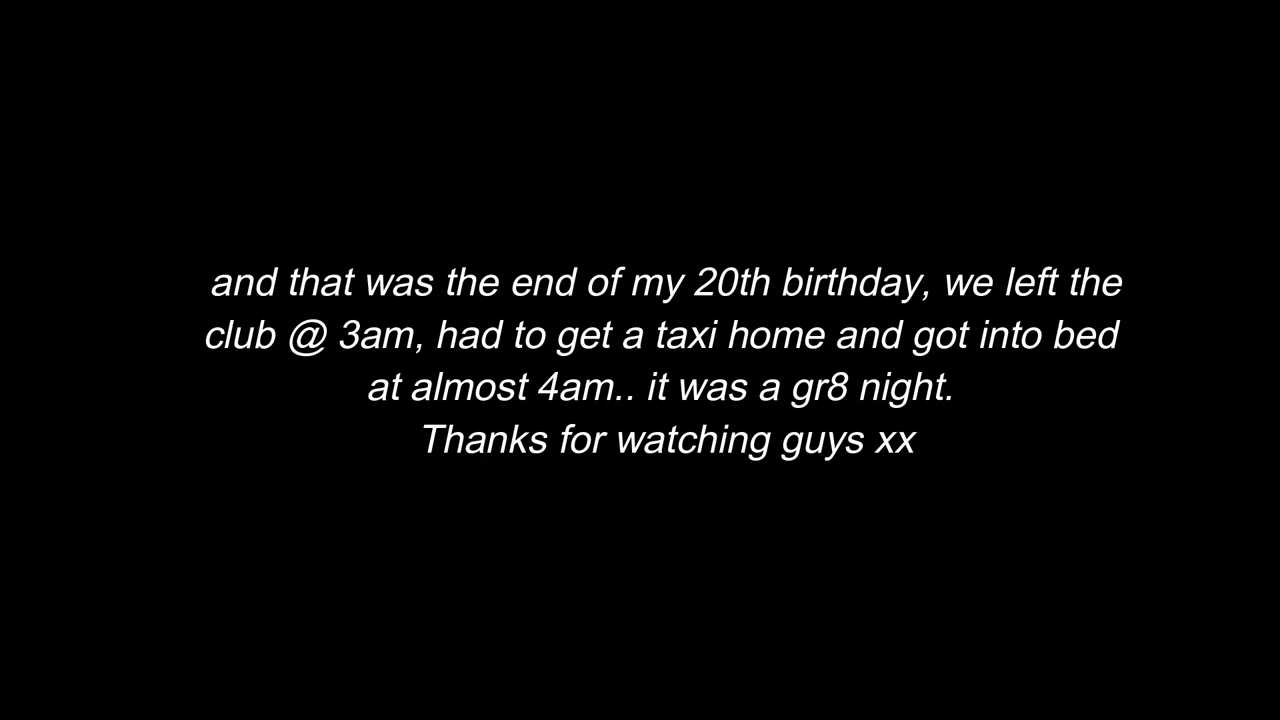 and that was the end of my 20th birthday, we left the
club @ 3am, had to get a taxi home and got into bed
at almost 4am.. it was a gr8 night.
Thanks for watching guys xx